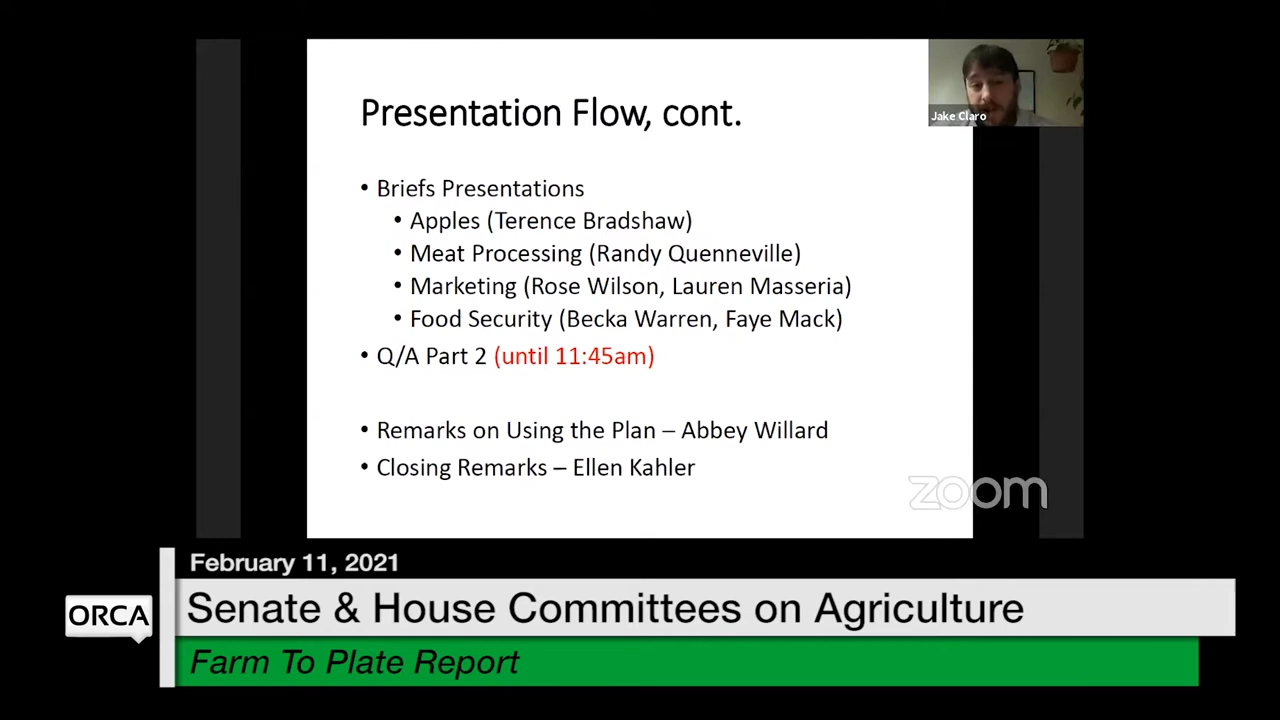 Presentation Flow, cont.
Jake Claro
• Briefs Presentations
• Apples (Terence Bradshaw)
• Meat Processing (Randy Quenneville)
• Marketing (Rose Wilson, Lauren Masseria)
• Food Security (Becka Warren, Faye Mack)
• Q/A Part 2 (until 11:45am)
• Remarks on Using the Plan – Abbey Willard
• Closing Remarks – Ellen Kahler
zoom
February 11, 2021
ORCA
Senate & House Committees on Agriculture
Farm To Plate Report